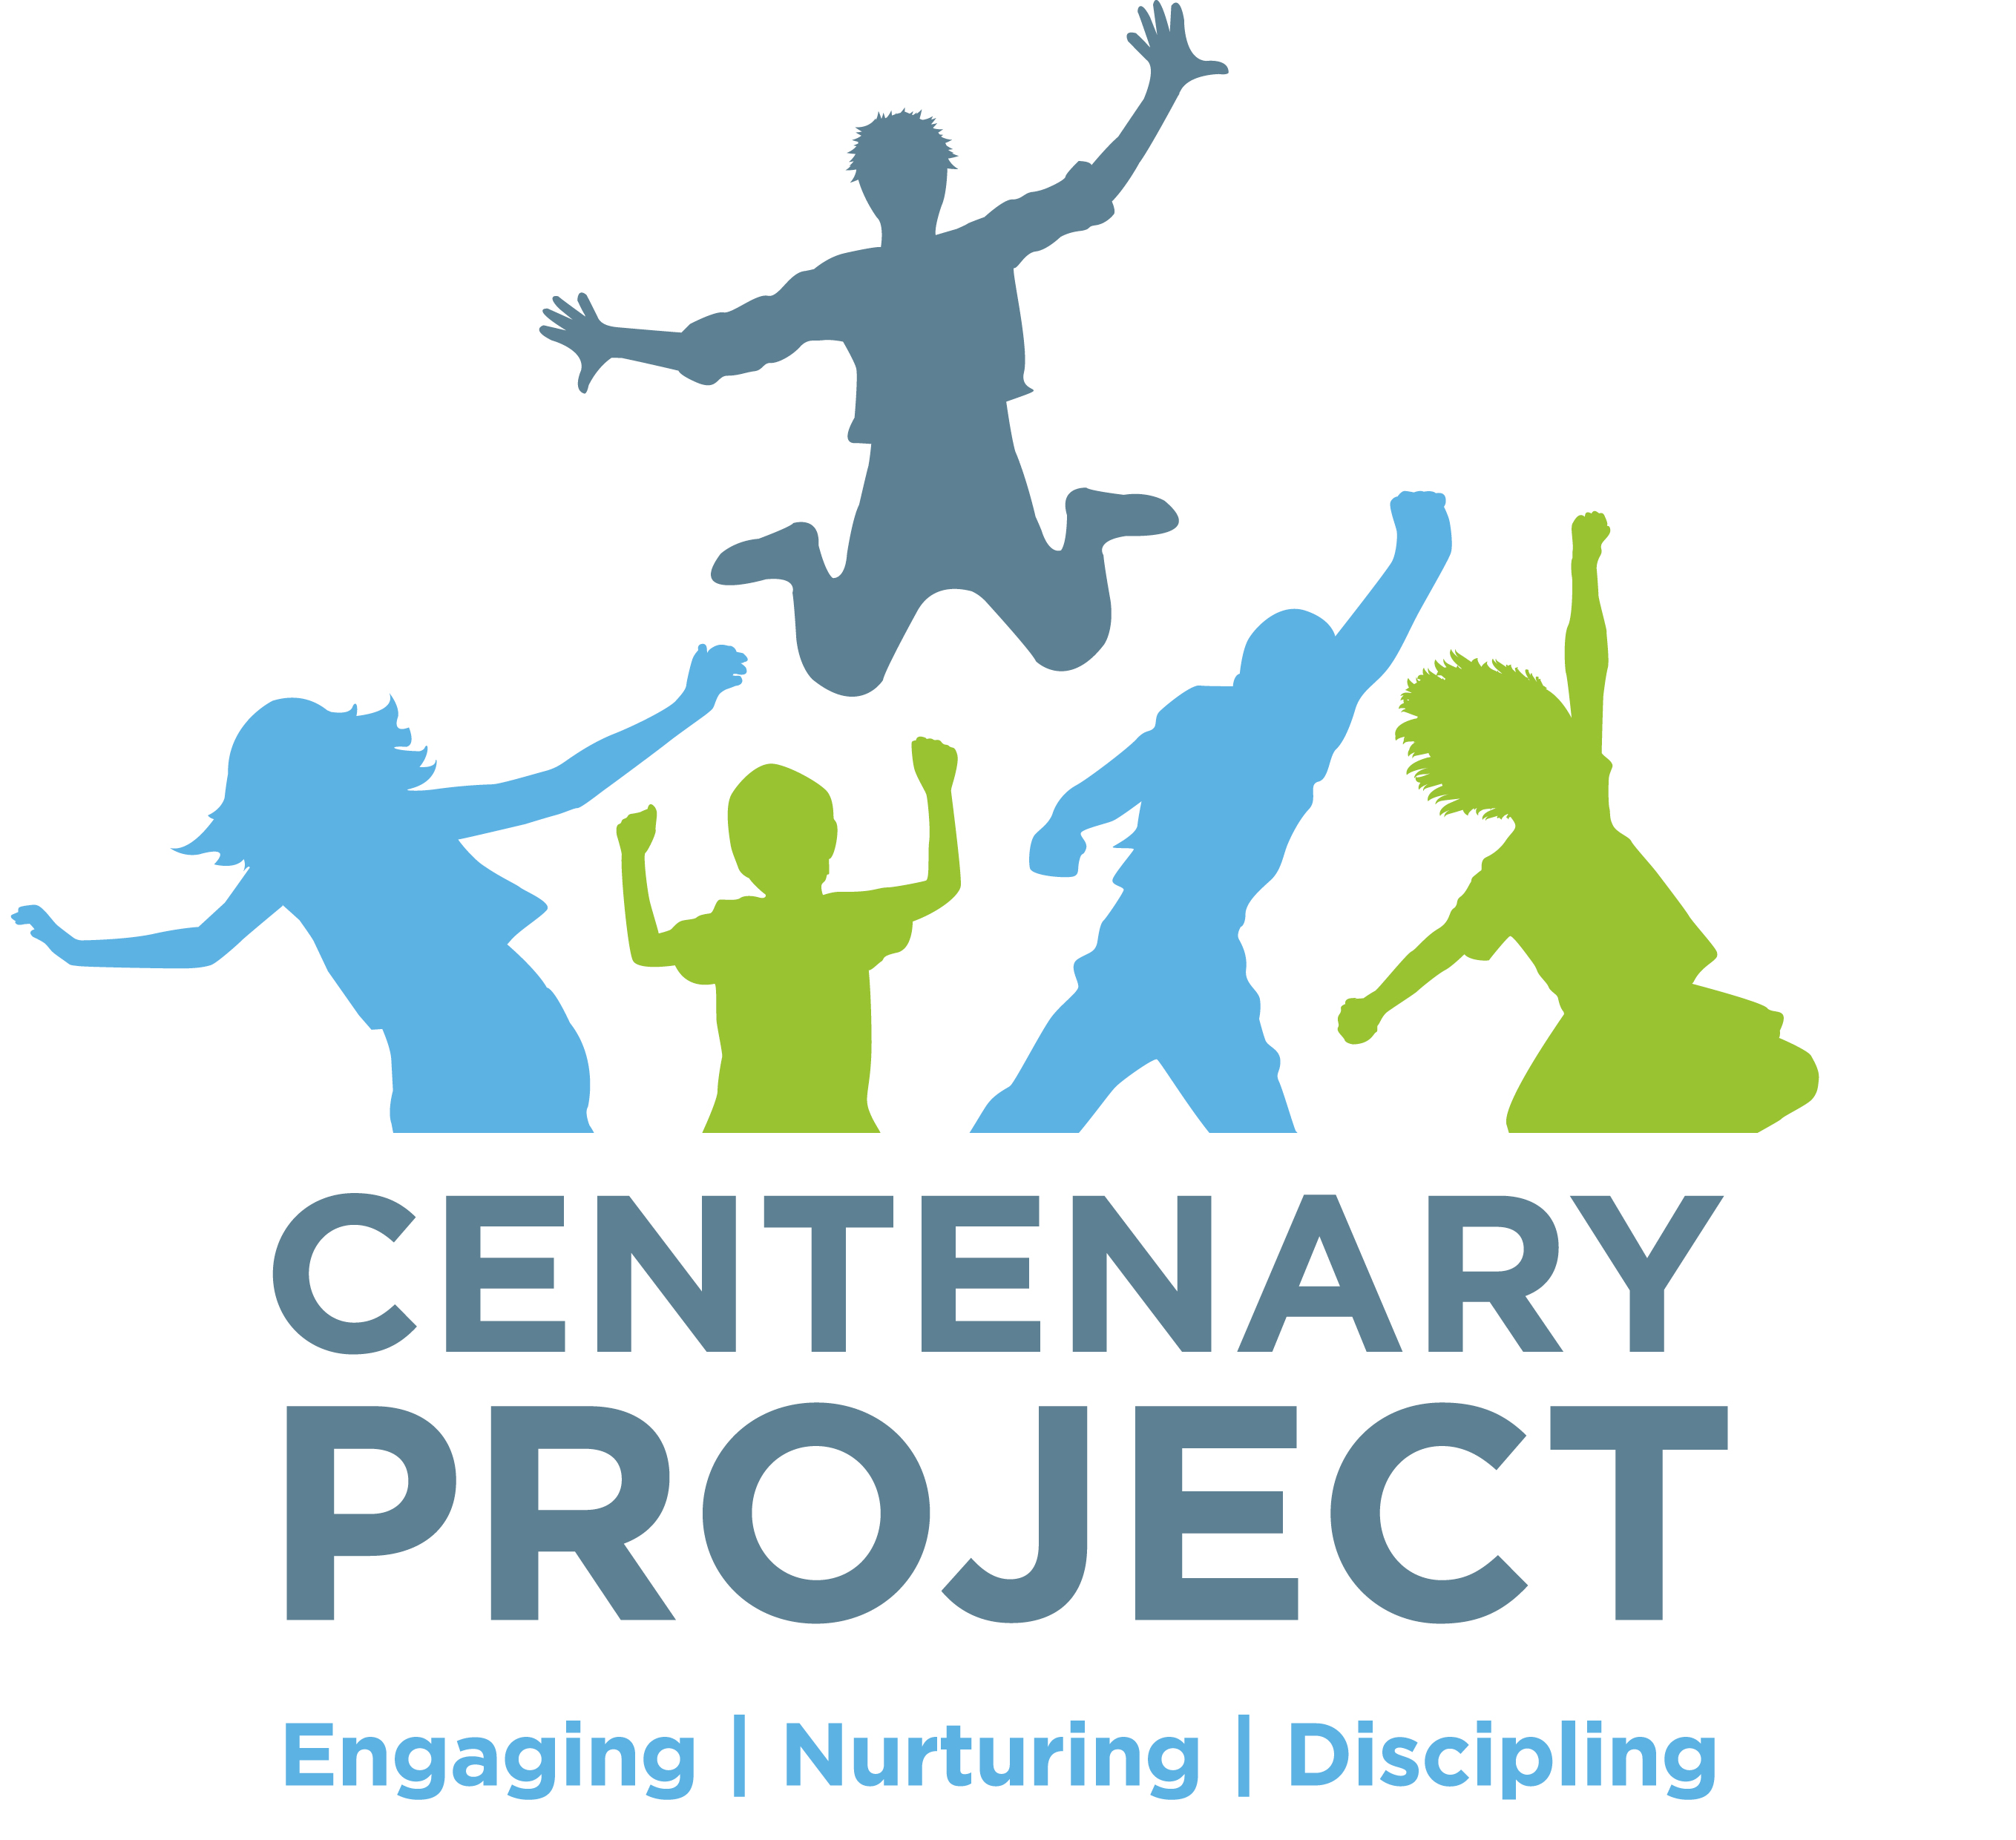 CENTENARY
PROJECT
Engaging | Nurturing | Discipling